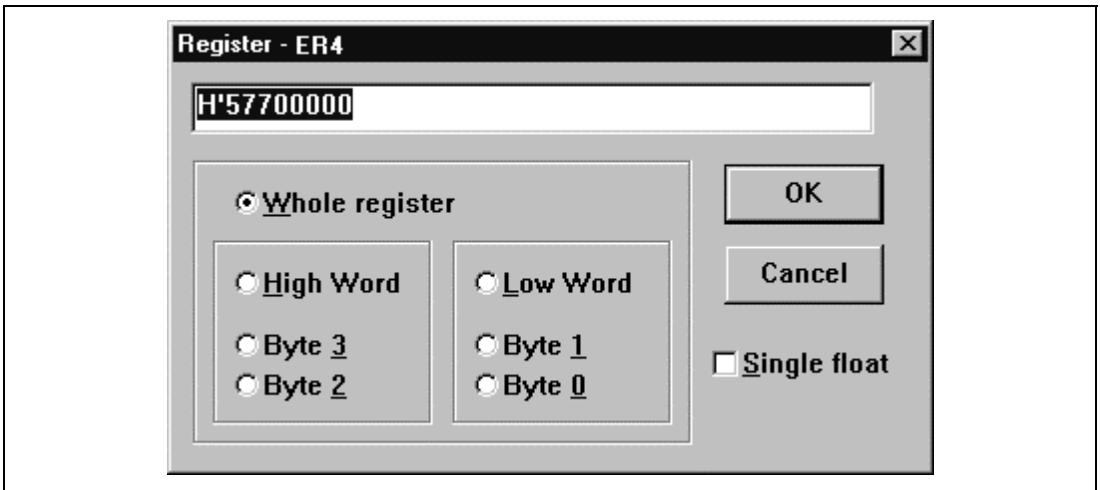 Register - ER4
H'57700000
Whole register
OK
High Word
Low Word
Cancel
Byte 3
Byte 1
Single float
Byte 2
Byte 0